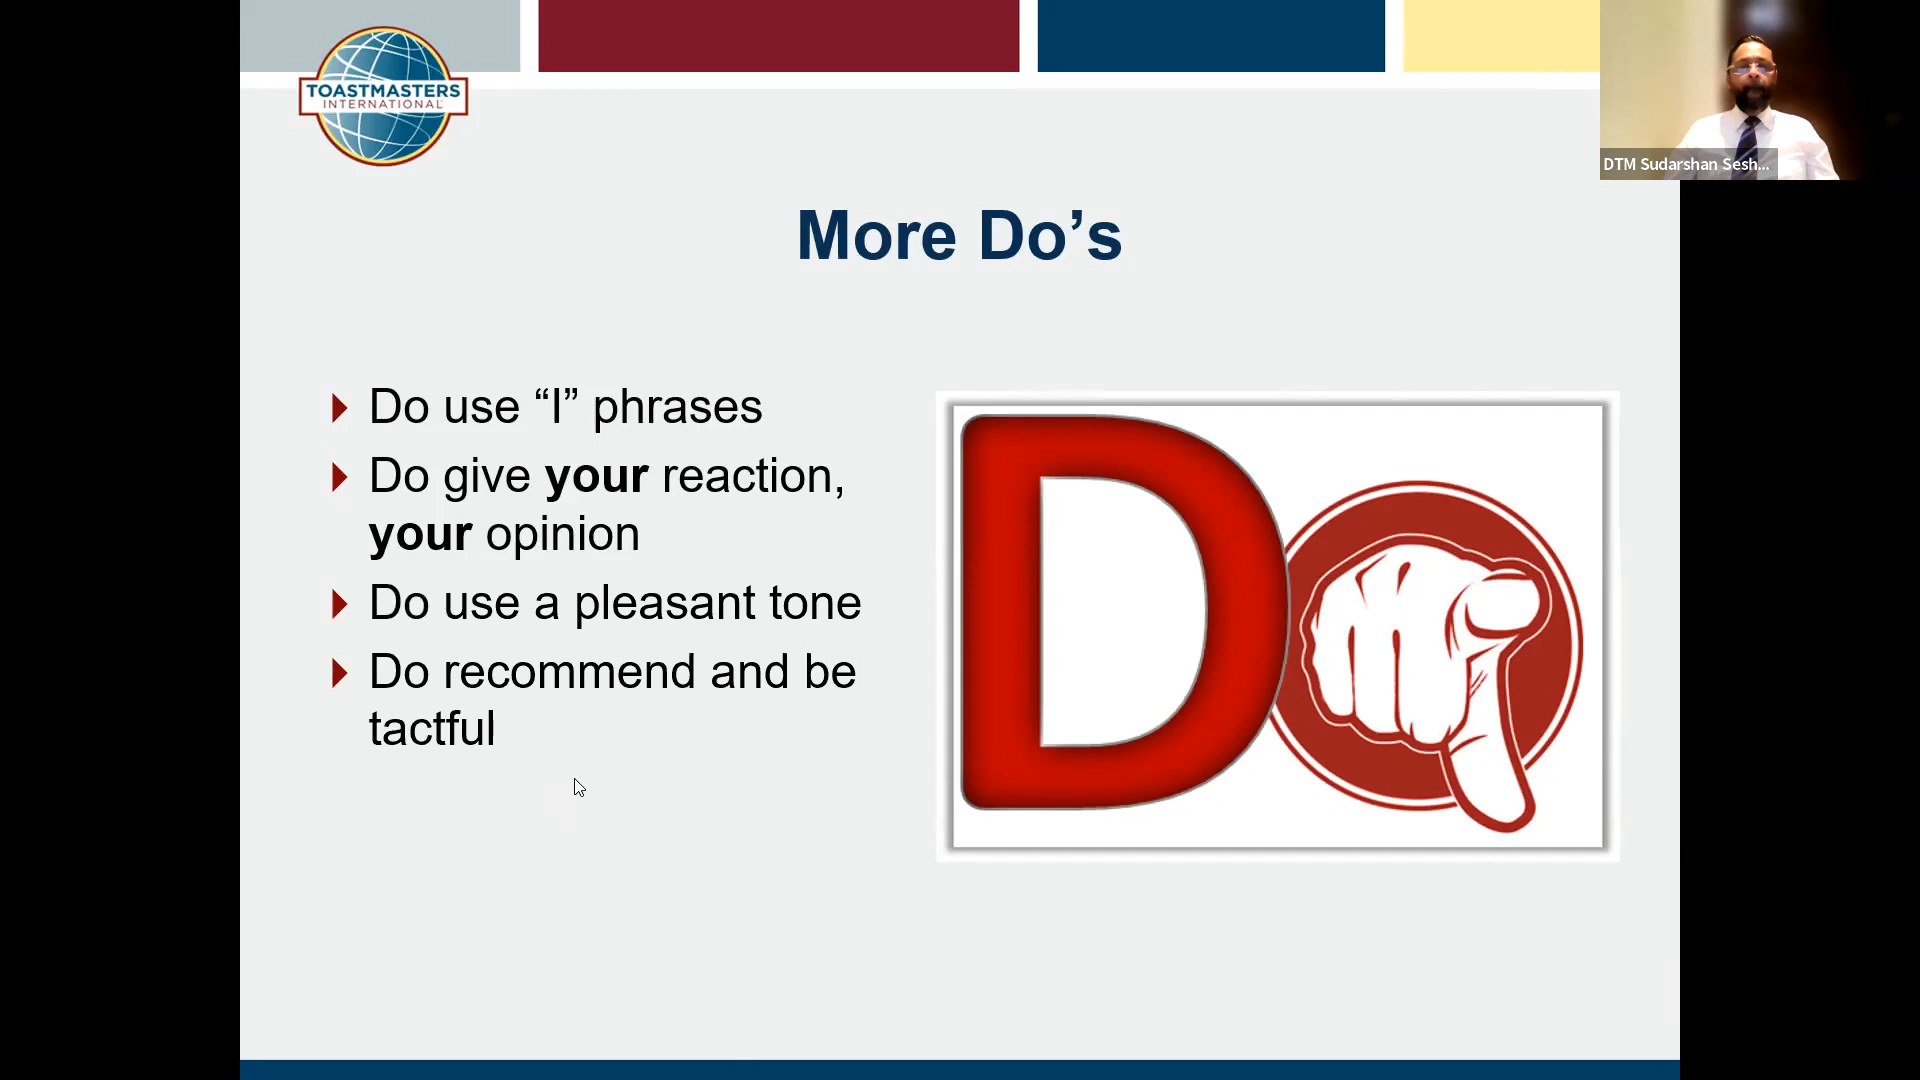 TOASTMASTERS
INTERNATIONAL
DTM Sudarshan Sesh...
More Do’s
Do use “I” phrases
Do give your reaction,
your opinion
Do use a pleasant tone
Do recommend and be
tactful
Do